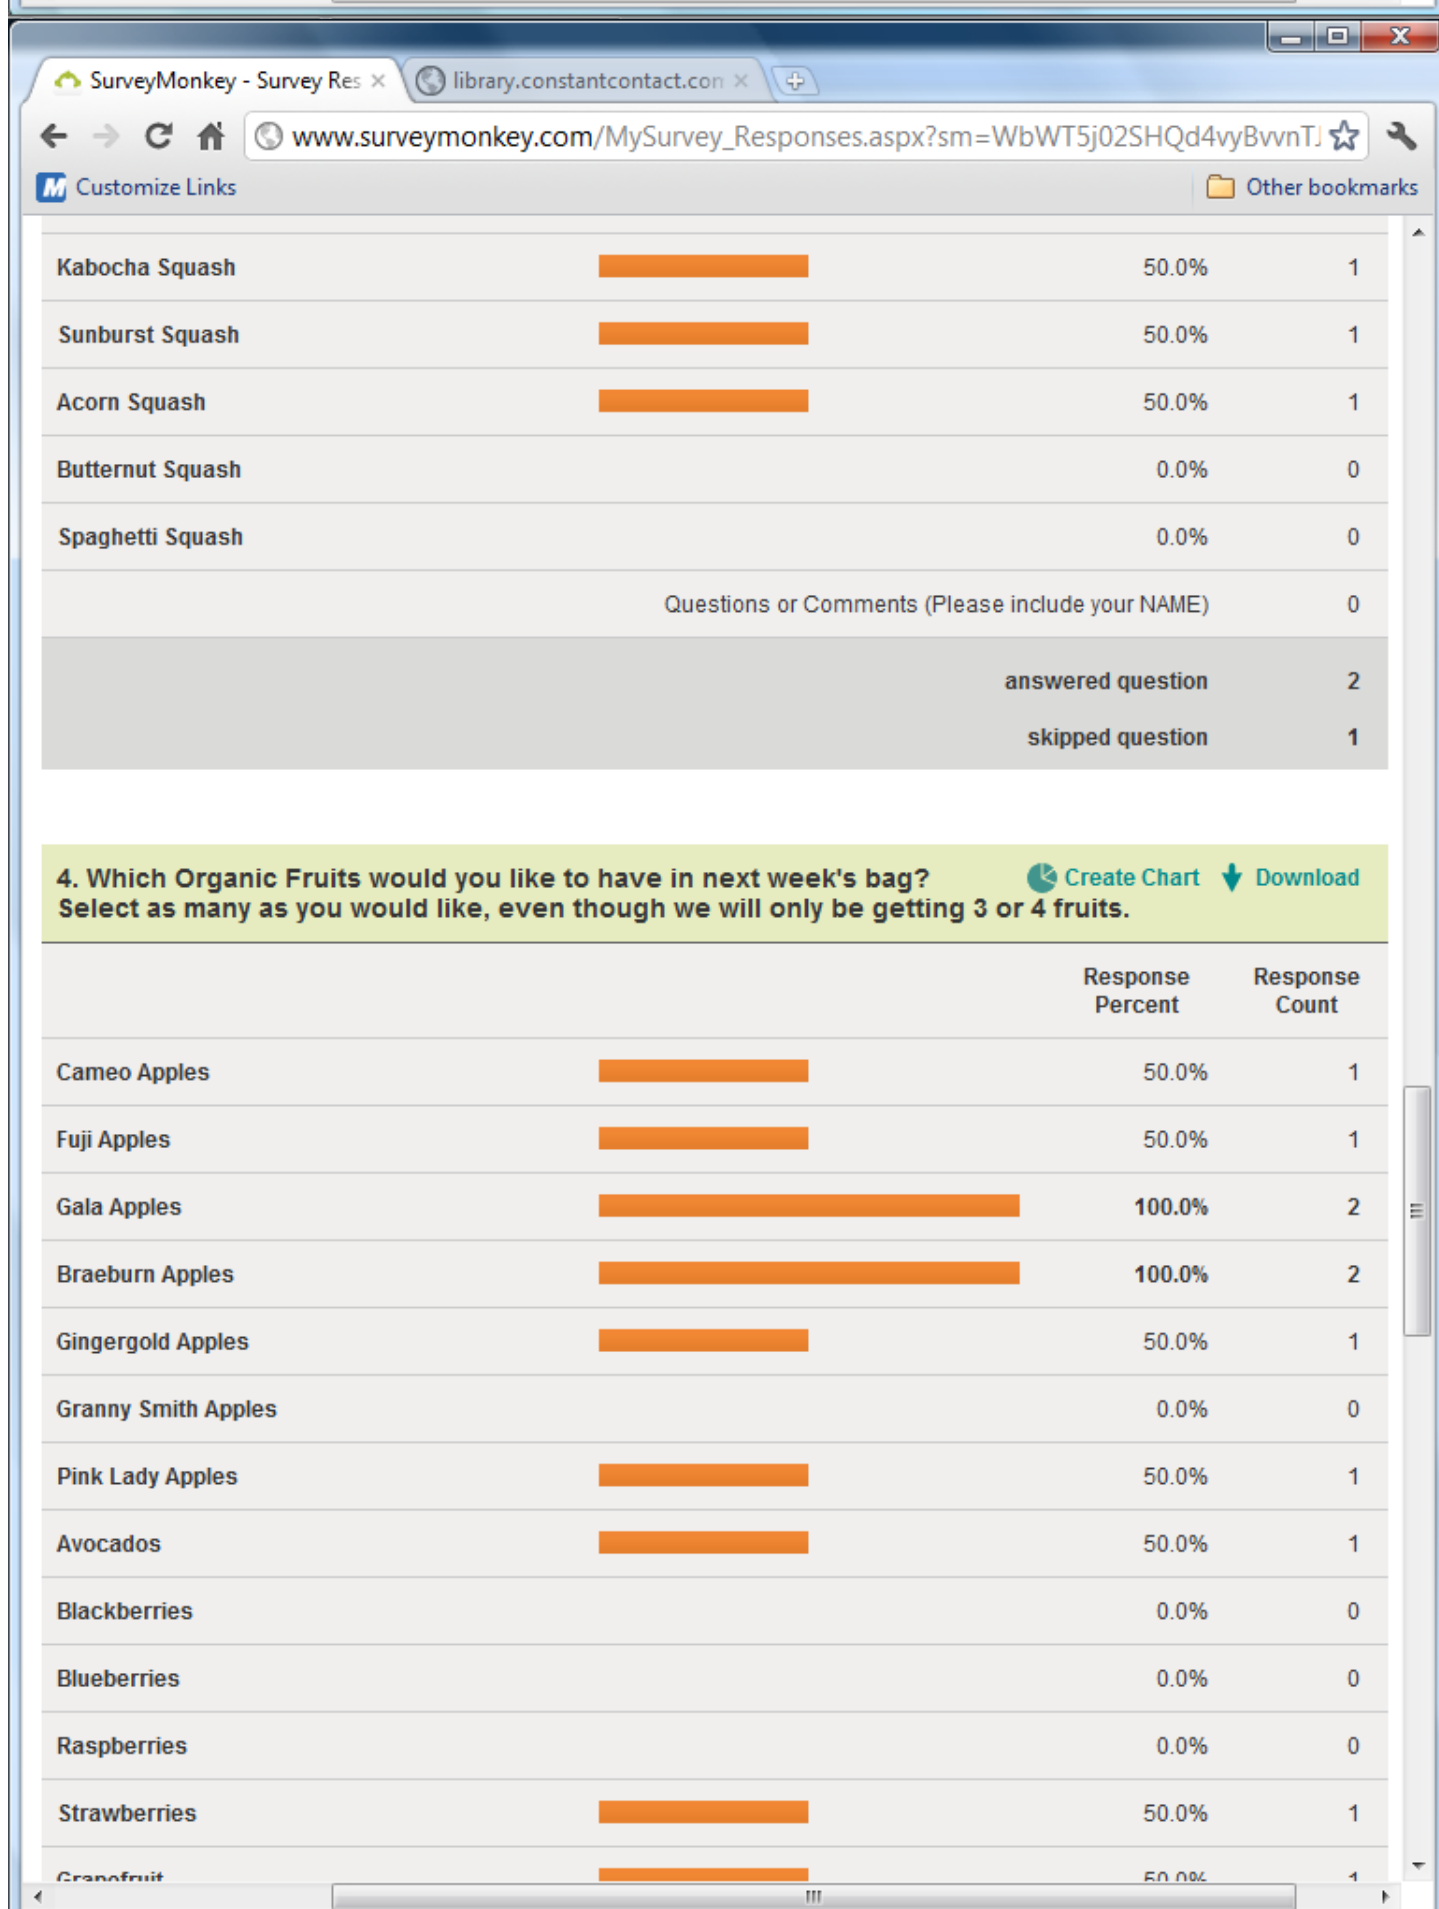 SurveyMonkey - Survey Res
library.constantcontact.con
www.surveymonkey.com/MySurvey_Responses.aspx?sm=WbWT5j02SHQd4vyBvvnTJ
Customize Links
Other bookmarks
Kabocha Squash 50.0% 1
Sunburst Squash 50.0% 1
Acorn Squash 50.0% 1
Butternut Squash 0.0% 0
Spaghetti Squash 0.0% 0
Questions or Comments (Please include your NAME) 0
answered question 2
skipped question 1
4. Which Organic Fruits would you like to have in next week's bag? Create Chart Download
Select as many as you would like, even though we will only be getting 3 or 4 fruits.
Response Response
Percent Count
Cameo Apples 50.0% 1
Fuji Apples 50.0% 1
Gala Apples 100.0% 2
Braeburn Apples 100.0% 2
Gingergold Apples 50.0% 1
Granny Smith Apples 0.0% 0
Pink Lady Apples 50.0% 1
Avocados 50.0% 1
Blackberries 0.0% 0
Blueberries 0.0% 0
Raspberries 0.0% 0
Strawberries 50.0% 1
Grapefruit 50.0% 1